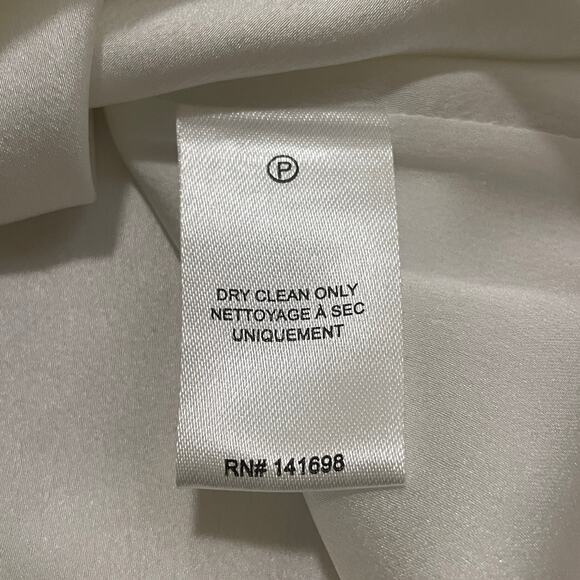 P
DRY CLEAN ONLY
NETTOYAGE À SEC
UNIQUEMENT
RN# 141698